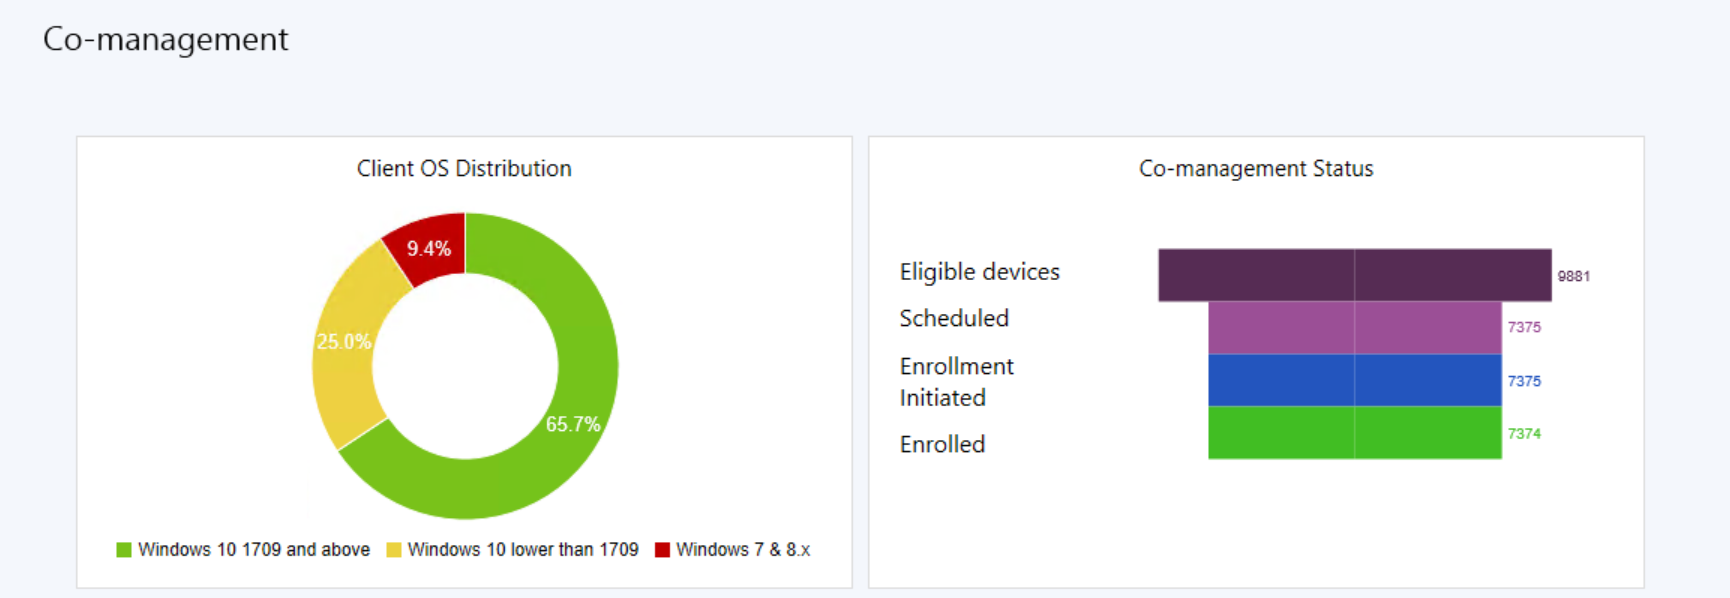 Co-management
Client OS Distribution
9.4%
25.0%
65.7%
Windows 10 1709 and above
Windows 10 lower than 1709
Windows 7 & 8.x
Co-management Status
Eligible devices
9881
Scheduled
7375
Enrollment
Initiated
7375
Enrolled
7374